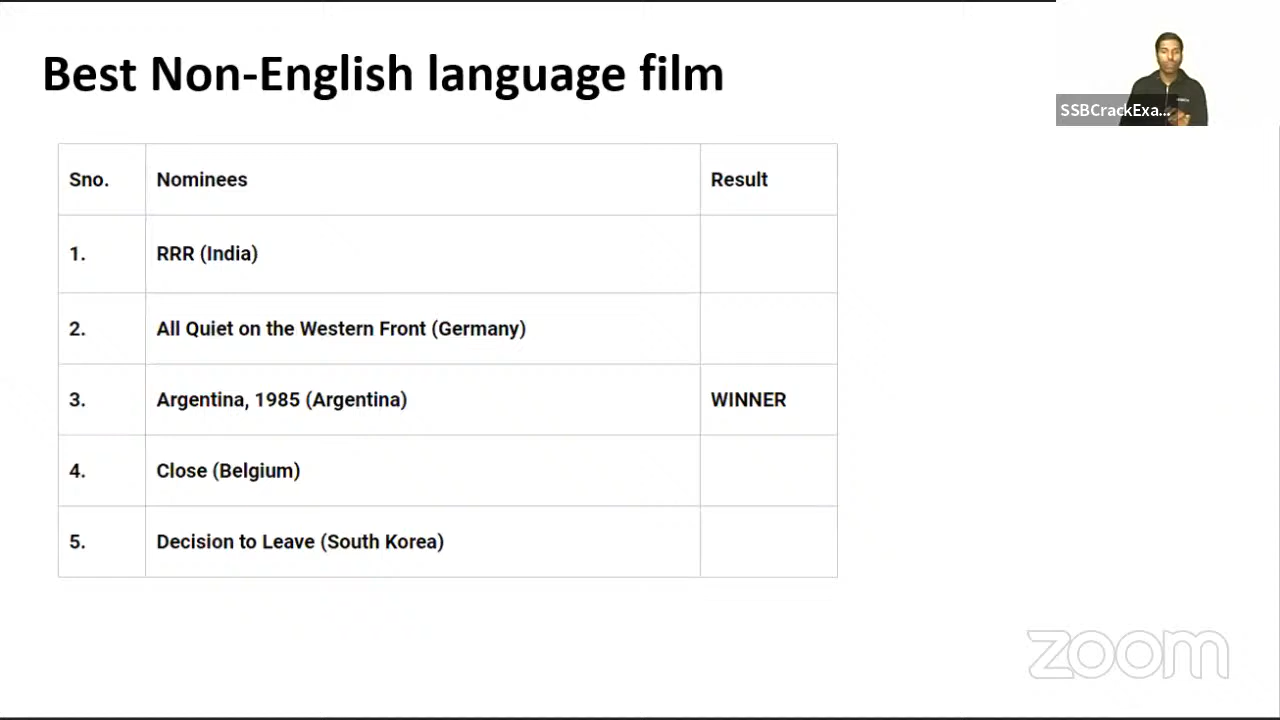 Best Non-English language film
SSBCrackExa...
Sno. Nominees Result
1. RRR (India)
2. All Quiet on the Western Front (Germany)
3. Argentina, 1985 (Argentina) WINNER
4. Close (Belgium)
5. Decision to Leave (South Korea)
zoom